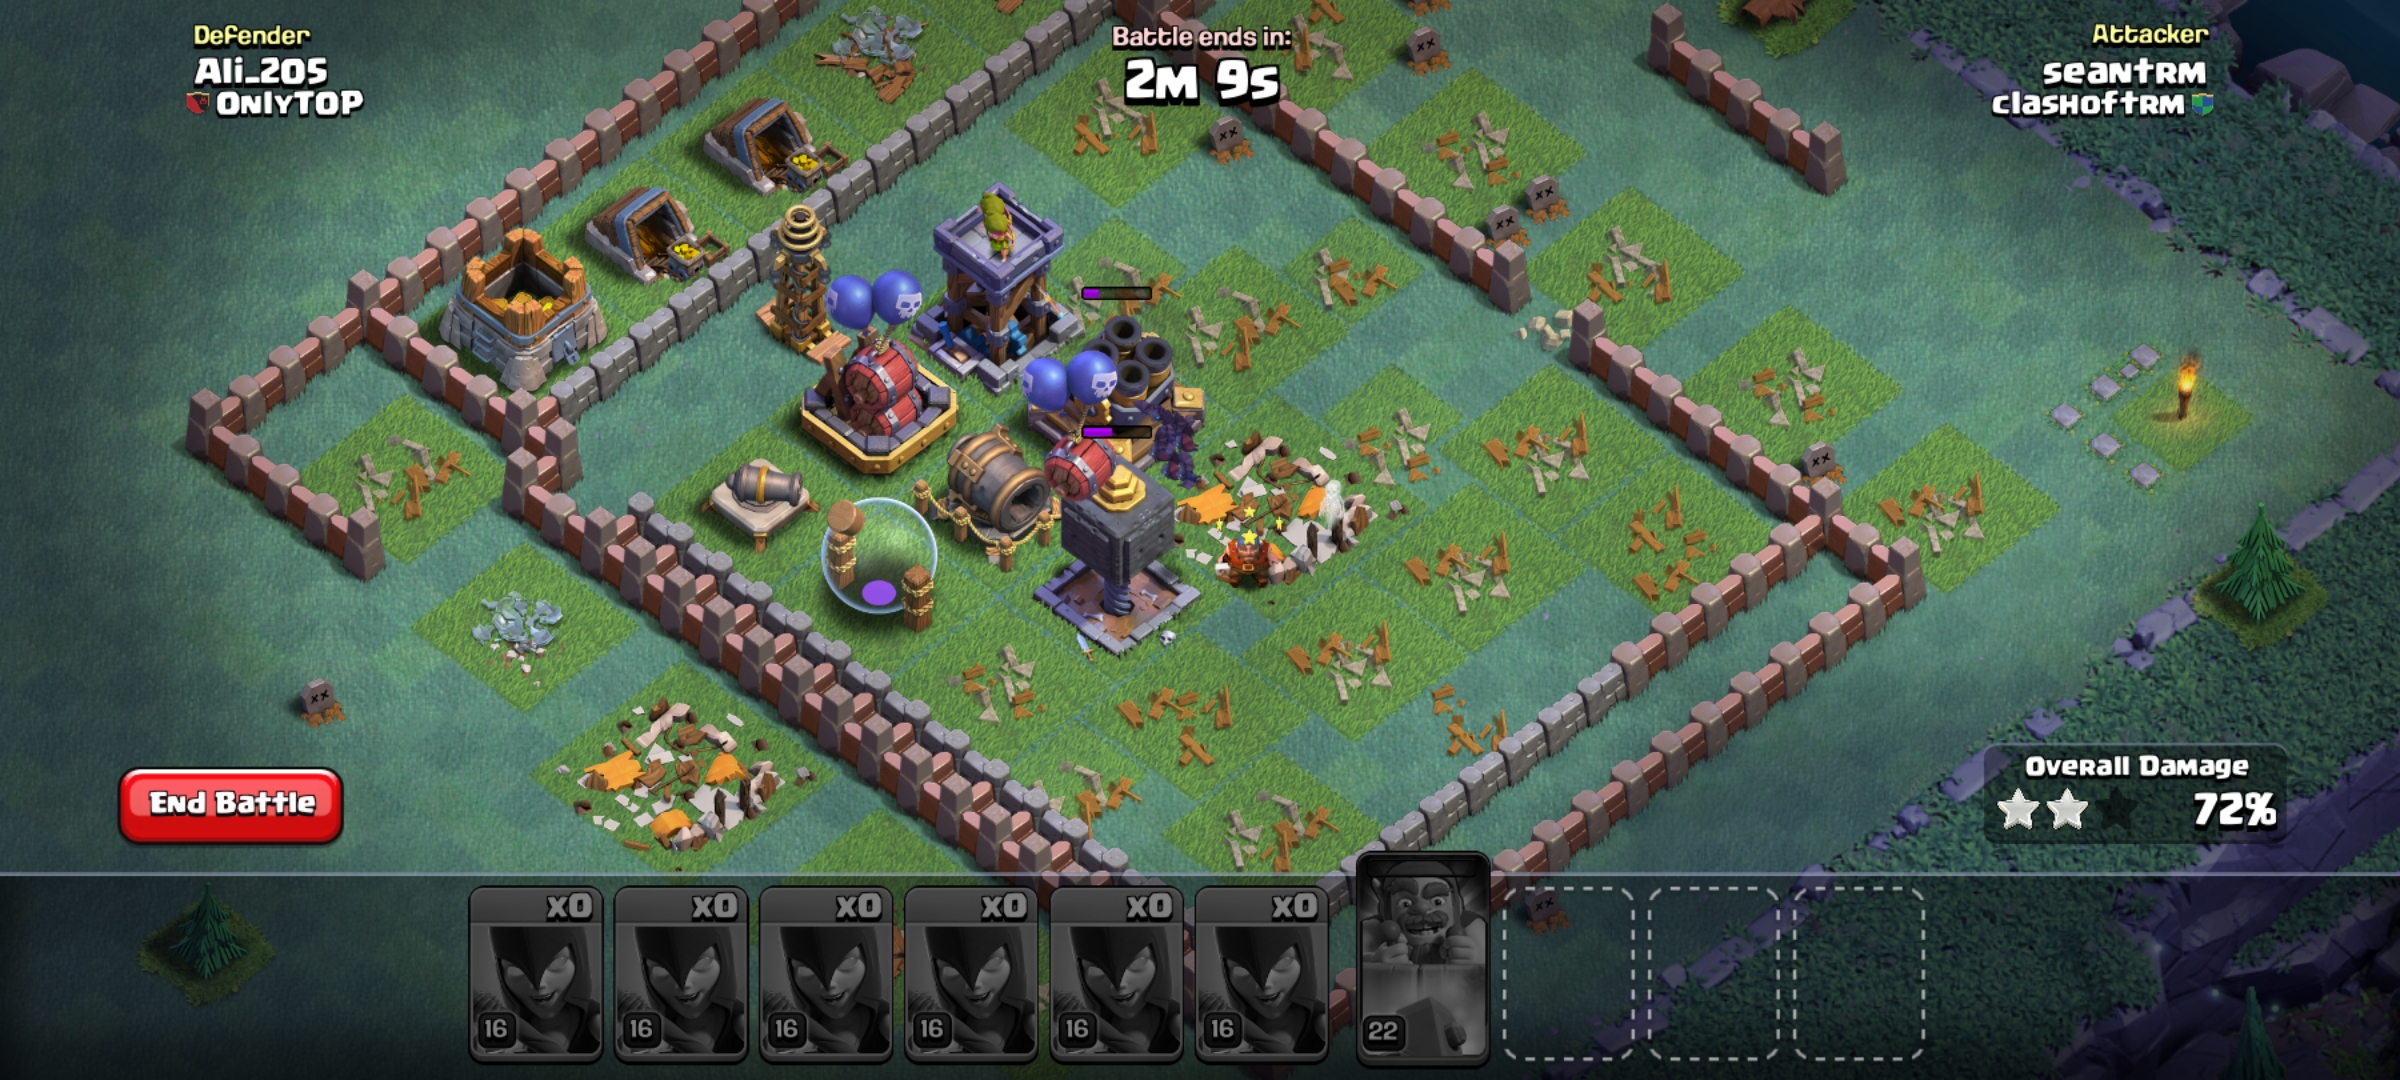 Defender
Ali_205
OnlyTOP
Battle ends in:
2M 9s
Attacker
seantRM
clashoftRM
End Battle
Overall Damage
72%
x0 x0 x0 x0 x0 x0
16 16 16 16 16 16 22